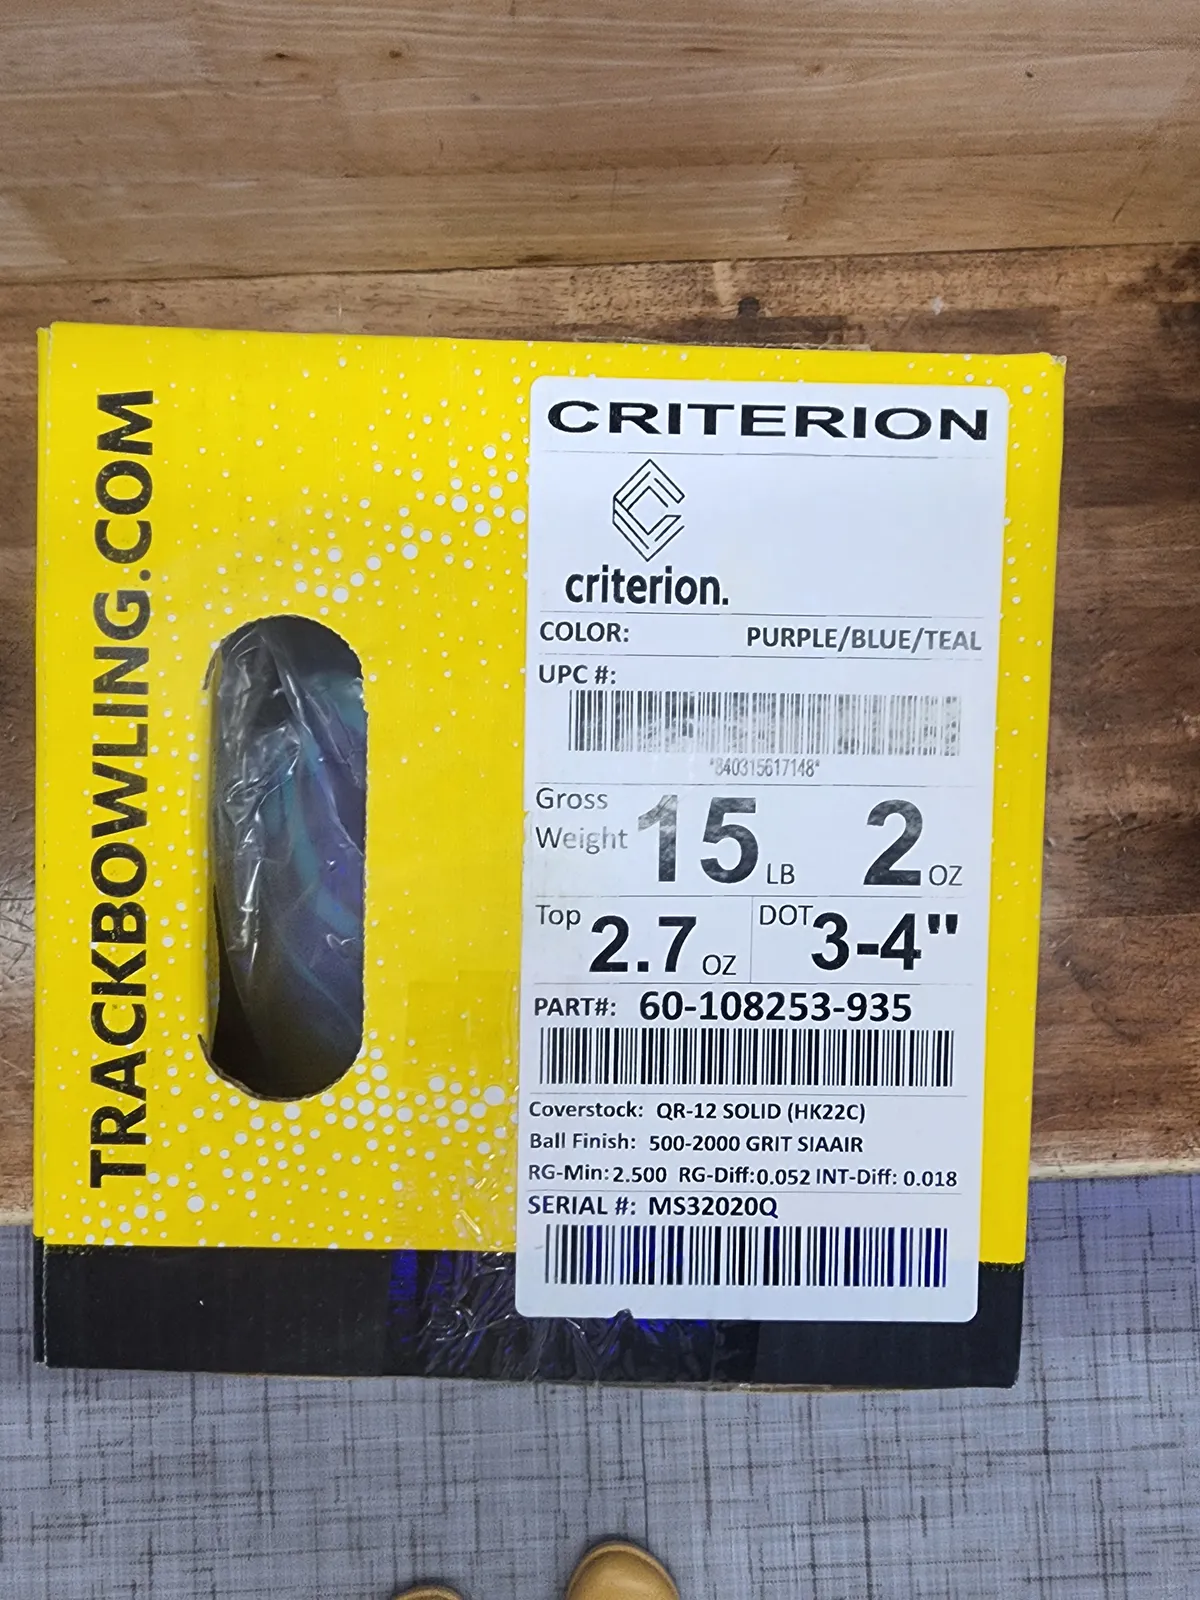 TRACKBOWLING.COM
CRITERION
criterion.
COLOR: PURPLE/BLUE/TEAL
UPC #:
*840315617148*
Gross Weight 15 LB 2 OZ
Top 2.7 OZ DOT 3-4"
PART#: 60-108253-935
Coverstock: QR-12 SOLID (HK22C)
Ball Finish: 500-2000 GRIT SIAAIR
RG-Min: 2.500 RG-Diff: 0.052 INT-Diff: 0.018
SERIAL #: MS32020Q